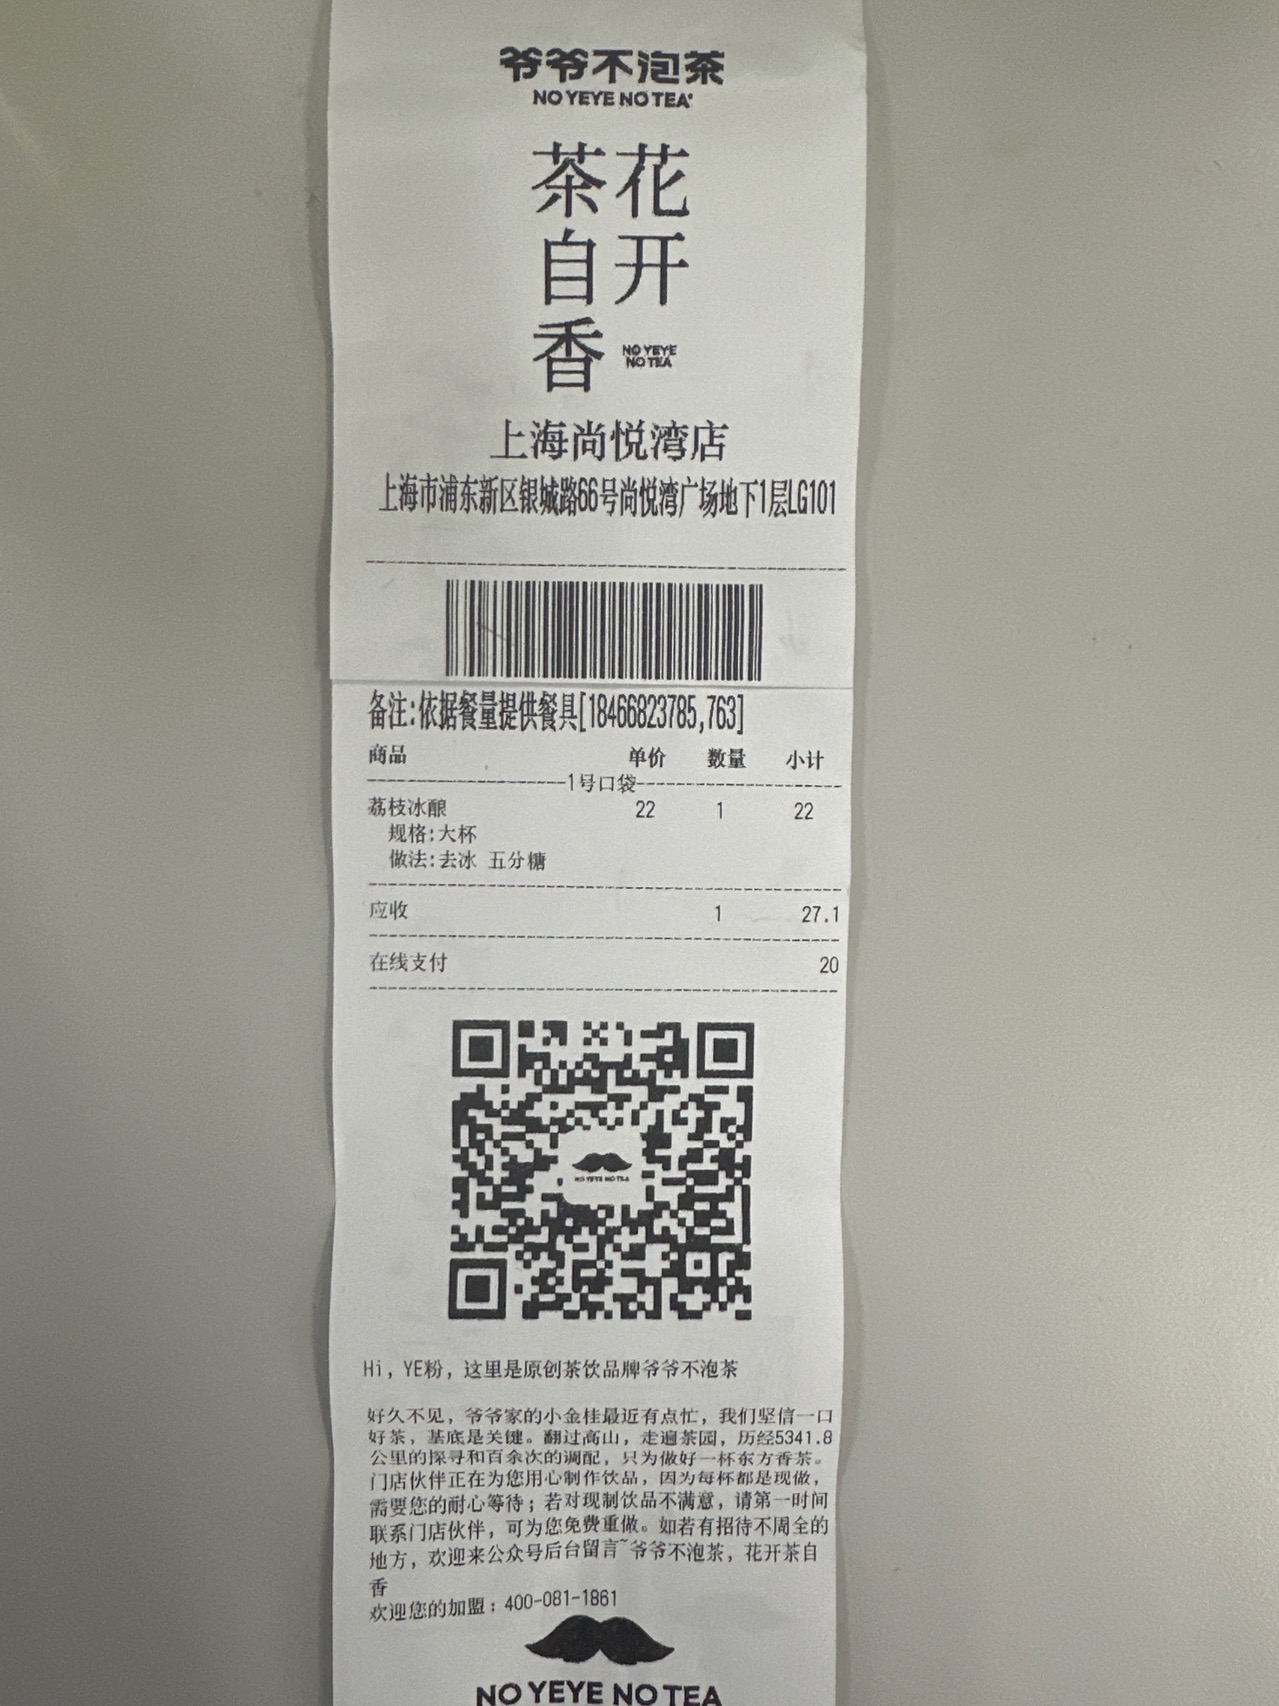 爷爷不泡茶
NO YEYE NO TEA
花开
茶自香
NO YEYE
NO TEA
上海尚悦湾店
上海市浦东新区银城路66号尚悦湾广场地下1层LG101
备注:依据餐量提供餐具[18466823785,763]
商品 单价 数量 小计
1号口袋
荔枝冰酿 22 1 22
规格:大杯
做法:去冰 五分糖
应收 1 27.1
在线支付 20
NO YEYE NO TEA
Hi, YE粉, 这里是原创茶饮品牌爷爷不泡茶
好久不见, 爷爷家的小金桂最近有点忙, 我们坚信一口
好茶, 基底是关键。翻过高山, 走遍茶园, 历经5341.8
公里的探寻和百余次的调配, 只为做好一杯东方香茶。
门店伙伴正在为您用心制作饮品, 因为每杯都是现做,
需要您的耐心等待; 若对现制饮品不满意, 请第一时间
联系门店伙伴, 可为您免费重做。如若有招待不周全的
地方, 欢迎来公众号后台留言~爷爷不泡茶, 花开茶自
香
欢迎您的加盟: 400-081-1861
NO YEYE NO TEA